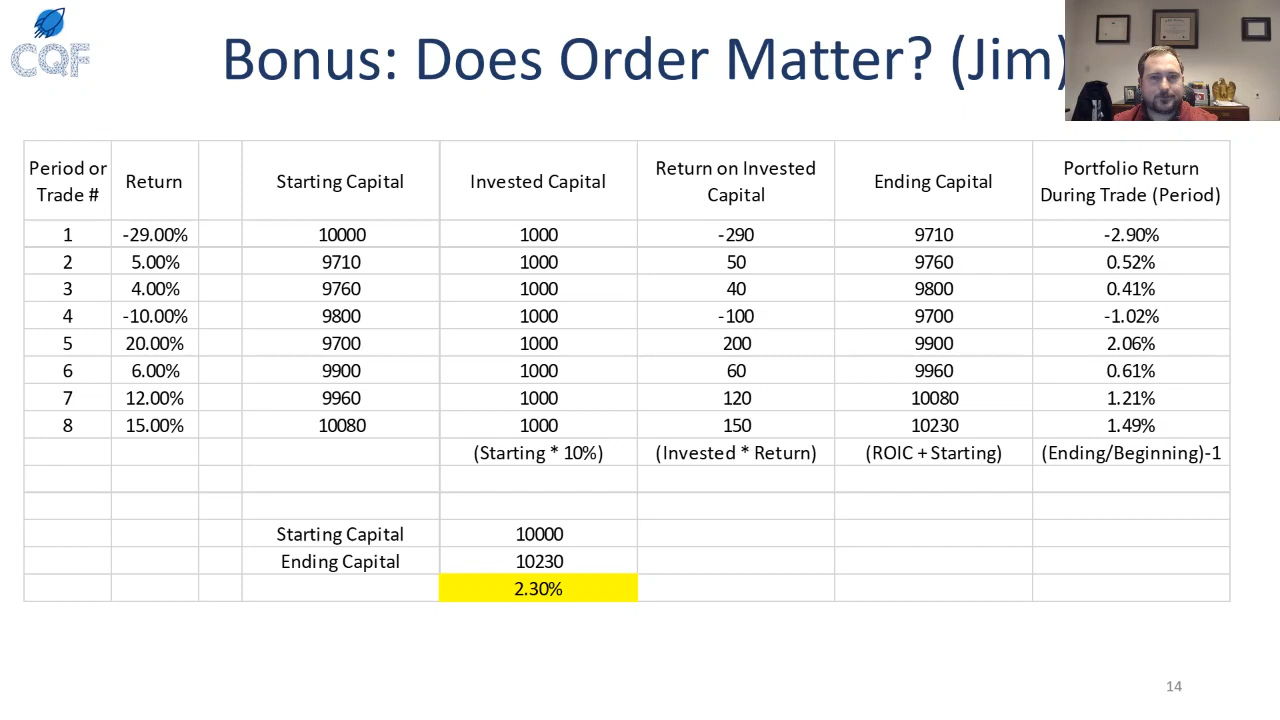 CQF
Bonus: Does Order Matter? (Jim)
Period or Trade # Return Starting Capital Invested Capital Return on Invested Capital Ending Capital Portfolio Return During Trade (Period)
1 -29.00% 10000 1000 -290 9710 -2.90%
2 5.00% 9710 1000 50 9760 0.52%
3 4.00% 9760 1000 40 9800 0.41%
4 -10.00% 9800 1000 -100 9700 -1.02%
5 20.00% 9700 1000 200 9900 2.06%
6 6.00% 9900 1000 60 9960 0.61%
7 12.00% 9960 1000 120 10080 1.21%
8 15.00% 10080 1000 150 10230 1.49%
(Starting * 10%) (Invested * Return) (ROIC + Starting) (Ending/Beginning)-1
Starting Capital 10000
Ending Capital 10230
2.30%
14